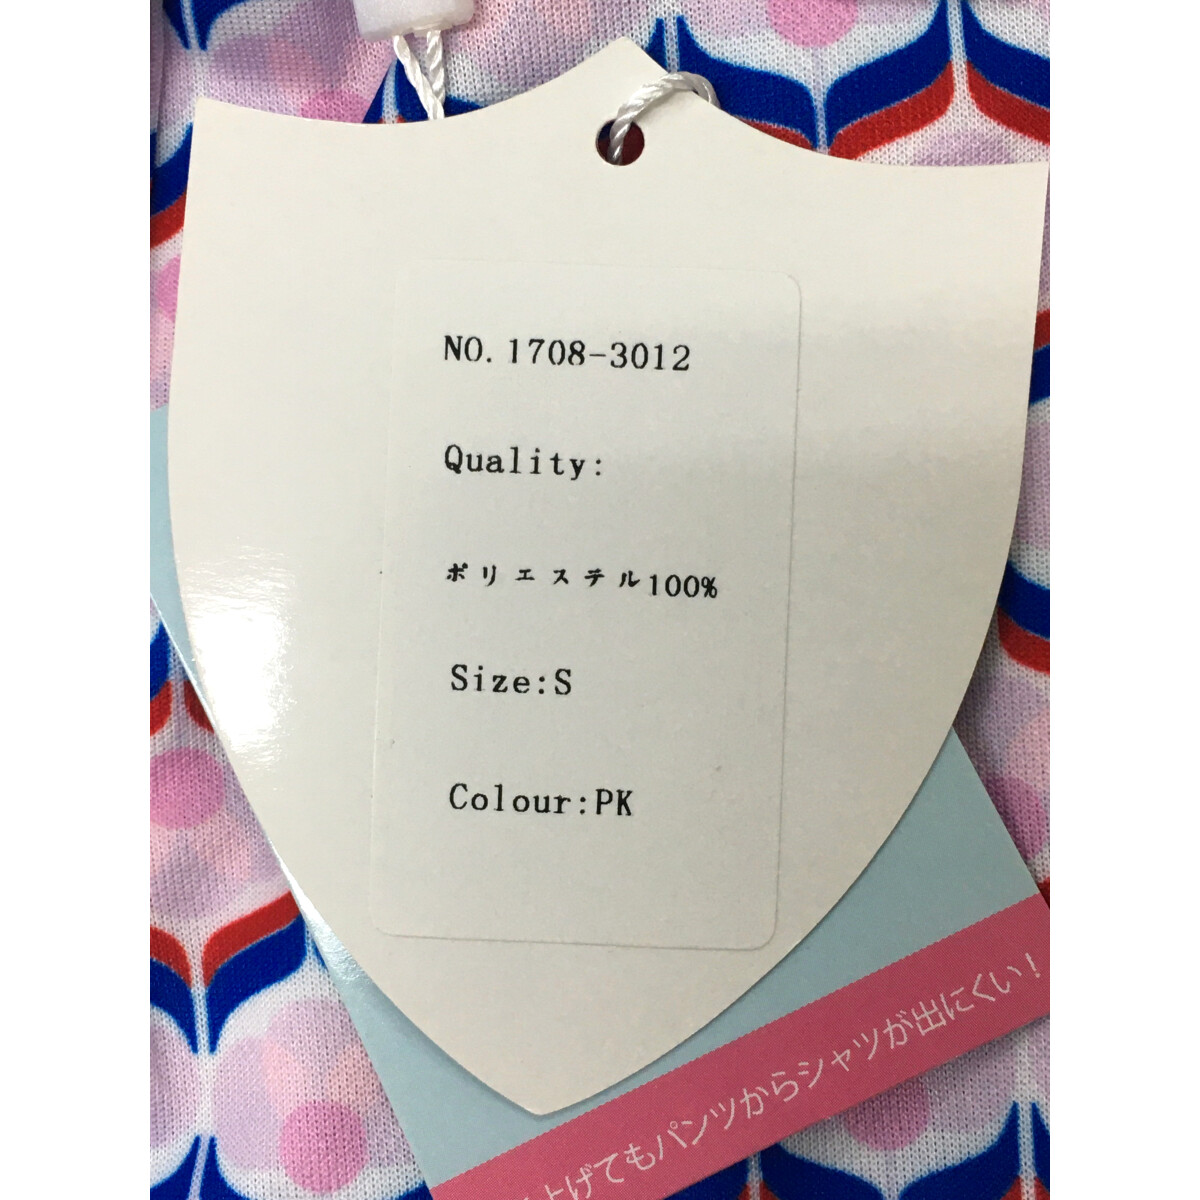 NO. 1708-3012
Quality:
ポリエステル100%
Size:S
Colour:PK
上げてもパンツからシャツが出にくい!